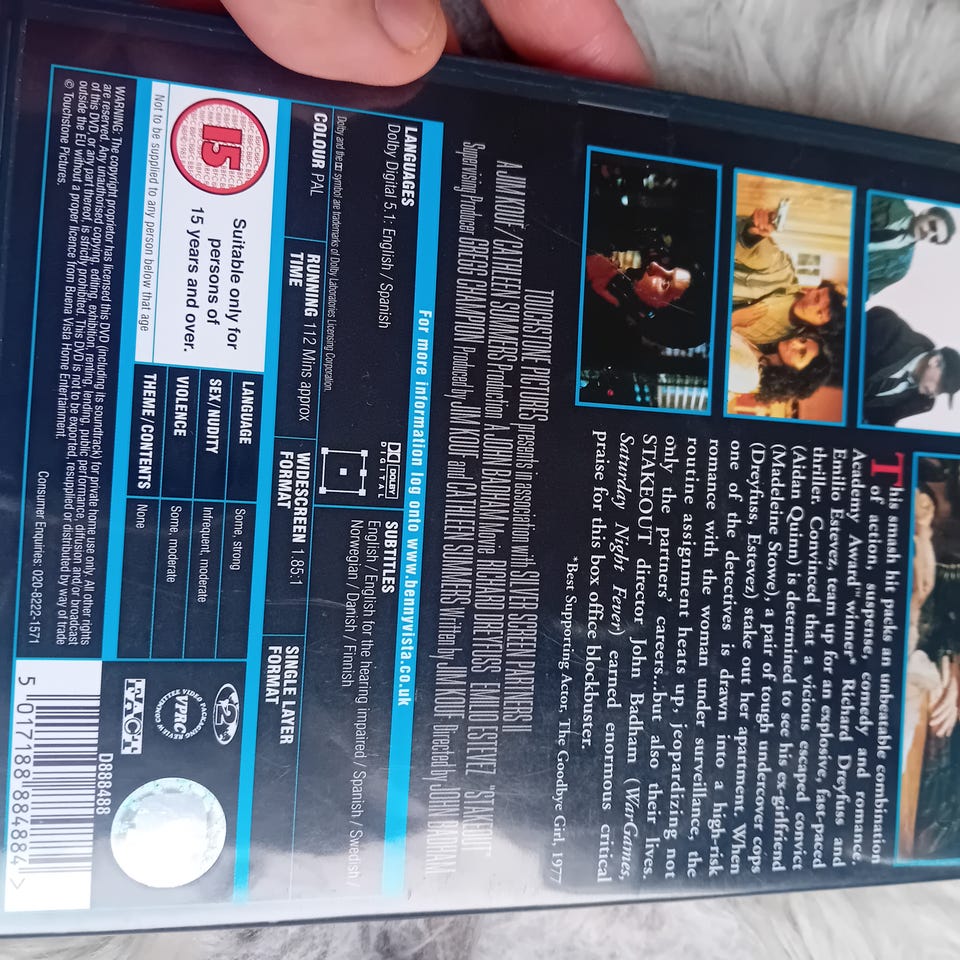 This smash hit packs an unbeatable combination
of action, suspense, comedy and romance.
Academy Award™ winner* Richard Dreyfuss and
Emilio Estevez, team up for an explosive, fast-paced
thriller. Convinced that a vicious escaped convict
(Aidan Quinn) is determined to see his ex-girlfriend
(Madeleine Stowe), a pair of tough undercover cops
(Dreyfuss, Estevez) stake out her apartment. When
one of the detectives is drawn into a high-risk
romance with the woman under surveillance, the
routine assignment heats up, jeopardizing not
only the partners' careers...but also their lives.
STAKEOUT director John Badham (WarGames,
Saturday Night Fever) earned enormous critical
praise for this box office blockbuster.
*Best Supporting Actor, The Goodbye Girl, 1977
TOUCHSTONE PICTURES presents in association with SILVER SCREEN PARTNERS II
A JIM KOUF/CATHLEEN SUMMERS Production A JOHN BADHAM Movie RICHARD DREYFUSS EMILIO ESTEVEZ "STAKEOUT"
Supervising Producer GREGG CHAMPION Produced by JIM KOUF and CATHLEEN SUMMERS Written by JIM KOUF Directed by JOHN BADHAM
For more information log onto www.bennyvista.co.uk
LANGUAGES
Dolby Digital 5.1: English / Spanish
DOLBY
DIGITAL
SUBTITLES
English / English for the hearing impaired / Spanish / Swedish /
Norwegian / Danish / Finnish
Dolby and the symbol are trademarks of Dolby Laboratories Licensing Corporation.
COLOUR PAL
RUNNING TIME 112 Mins approx
WIDESCREEN FORMAT 1.85:1
SINGLE LAYER FORMAT
15
Suitable only for
persons of
15 years and over.
Not to be supplied to any person below that age
LANGUAGE Some, strong
SEX/NUDITY Infrequent, moderate
VIOLENCE Some, moderate
THEME/CONTENTS None
2
VIDEO PACKAGING REVIEW COMMITTEE
VPRC
FACT
WARNING: The copyright proprietor has licensed this DVD (including its soundtrack) for private home use only. All other rights
are reserved. Any unauthorised copying, editing, exhibition, renting, lending, public performance, diffusion and/or broadcast
of this DVD, or any part thereof, is strictly prohibited. This DVD is not to be exported, resupplied or distributed by way of trade
outside the EU without a proper licence from Buena Vista Home Entertainment.
© Touchstone Pictures.
Consumer Enquiries: 020-8222-1571
D888488
5 017188 884884 >